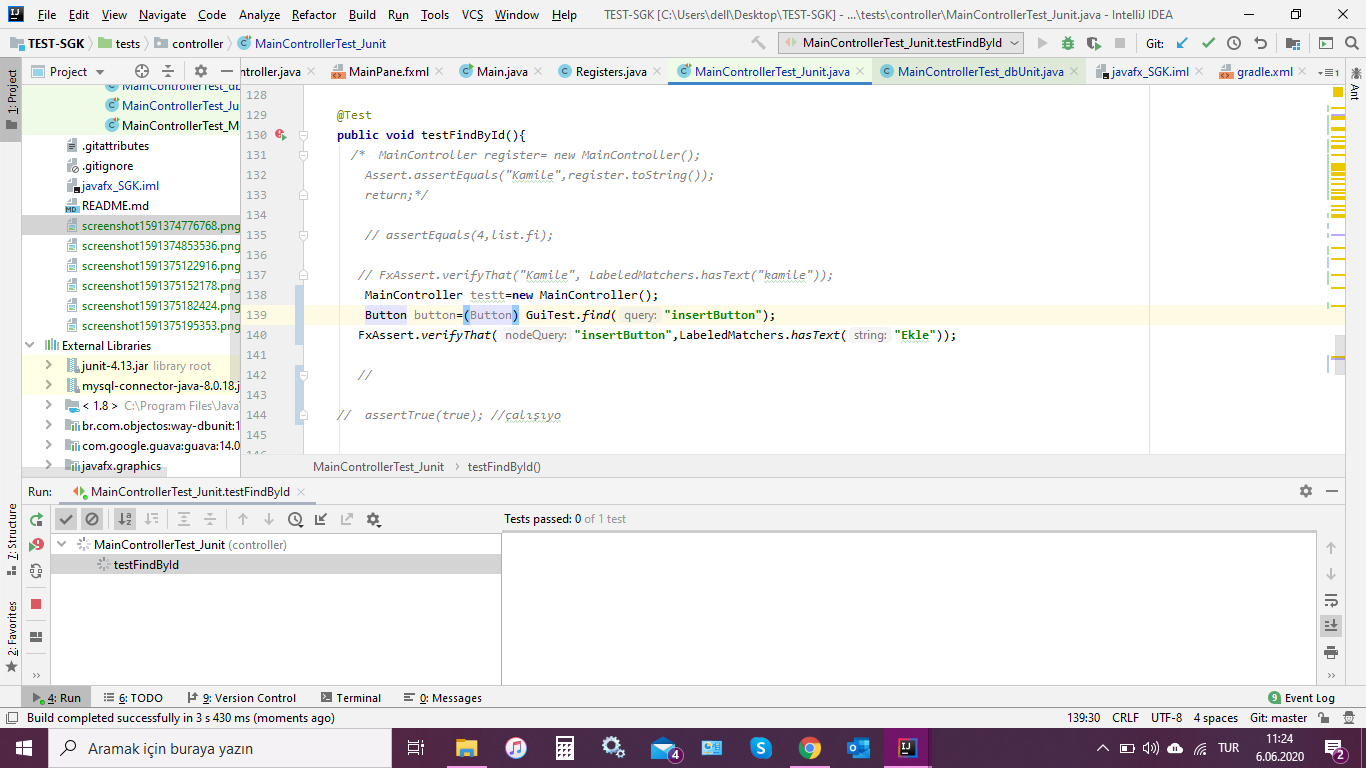 File Edit View Navigate Code Analyze Refactor Build Run Tools VCS Window Help TEST-SGK [C:\Users\dell\Desktop\TEST-SGK] - ...\tests\controller\MainControllerTest_Junit.java - IntelliJ IDEA
TEST-SGK tests controller MainControllerTest_Junit MainControllerTest_Junit.testFindById Git:
Project ntroller.java MainPane.fxml Main.java Registers.java MainControllerTest_Junit.java MainControllerTest_dbUnit.java javafx_SGK.iml gradle.xml 1
1: Project
Ant
MainControllerTest_db
MainControllerTest_Ju
MainControllerTest_M
.gitattributes
.gitignore
javafx_SGK.iml
README.md
screenshot1591374776768.png
screenshot1591374853536.png
screenshot1591375122916.png
screenshot1591375152178.png
screenshot1591375182424.png
screenshot1591375195353.png
External Libraries
junit-4.13.jar library root
mysql-connector-java-8.0.18.j
< 1.8 > C:\Program Files\Java\
br.com.objectos:way-dbunit:1
com.google.guava:guava:14.0
javafx.graphics
128
129 @Test
130 public void testFindById(){
131 /* MainController register= new MainController();
132 Assert.assertEquals("Kamile",register.toString());
133 return;*/
134
135 // assertEquals(4,list.fi);
136
137 // FxAssert.verifyThat("Kamile", LabeledMatchers.hasText("kamile"));
138 MainController testt=new MainController();
139 Button button=(Button) GuiTest.find( query: "insertButton");
140 FxAssert.verifyThat( nodeQuery: "insertButton",LabeledMatchers.hasText( string: "Ekle"));
141
142 //
143
144 // assertTrue(true); //çalışıyo
145
MainControllerTest_Junit testFindById()
Run: MainControllerTest_Junit.testFindById
Tests passed: 0 of 1 test
MainControllerTest_Junit (controller)
testFindById
7: Structure
2: Favorites
4: Run 6: TODO 9: Version Control Terminal 0: Messages 9 Event Log
Build completed successfully in 3 s 430 ms (moments ago) 139:30 CRLF UTF-8 4 spaces Git: master
Aramak için buraya yazın 4 TUR 11:24
6.06.2020 2